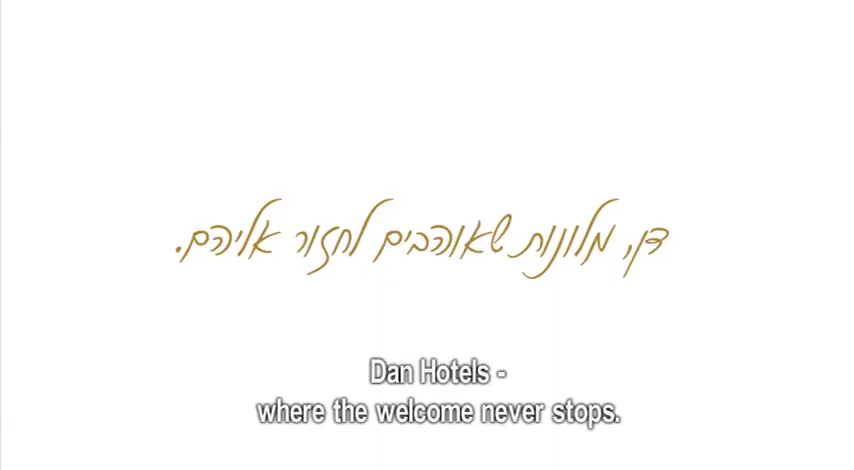 דן, מלונות שאוהבים לחזור אליהם.
Dan Hotels -
where the welcome never stops.